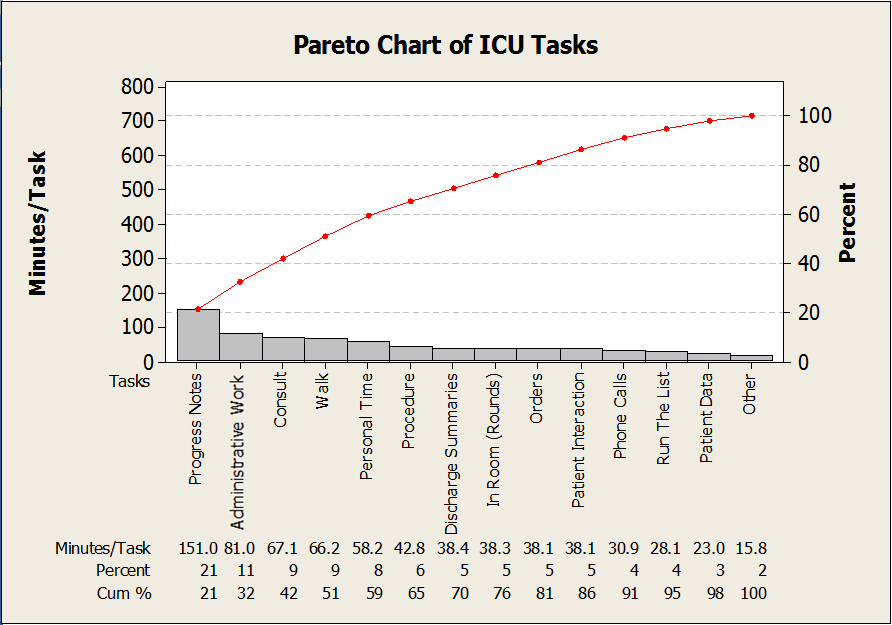 Pareto Chart of ICU Tasks
800
700
600
500
400
300
200
100
0
Minutes/Task
100
80
60
40
20
0
Percent
Tasks
Progress Notes
Administrative Work
Consult
Walk
Personal Time
Procedure
Discharge Summaries
In Room (Rounds)
Orders
Patient Interaction
Phone Calls
Run The List
Patient Data
Other
Minutes/Task 151.0 81.0 67.1 66.2 58.2 42.8 38.4 38.3 38.1 38.1 30.9 28.1 23.0 15.8
Percent 21 11 9 9 8 6 5 5 5 5 4 4 3 2
Cum % 21 32 42 51 59 65 70 76 81 86 91 95 98 100